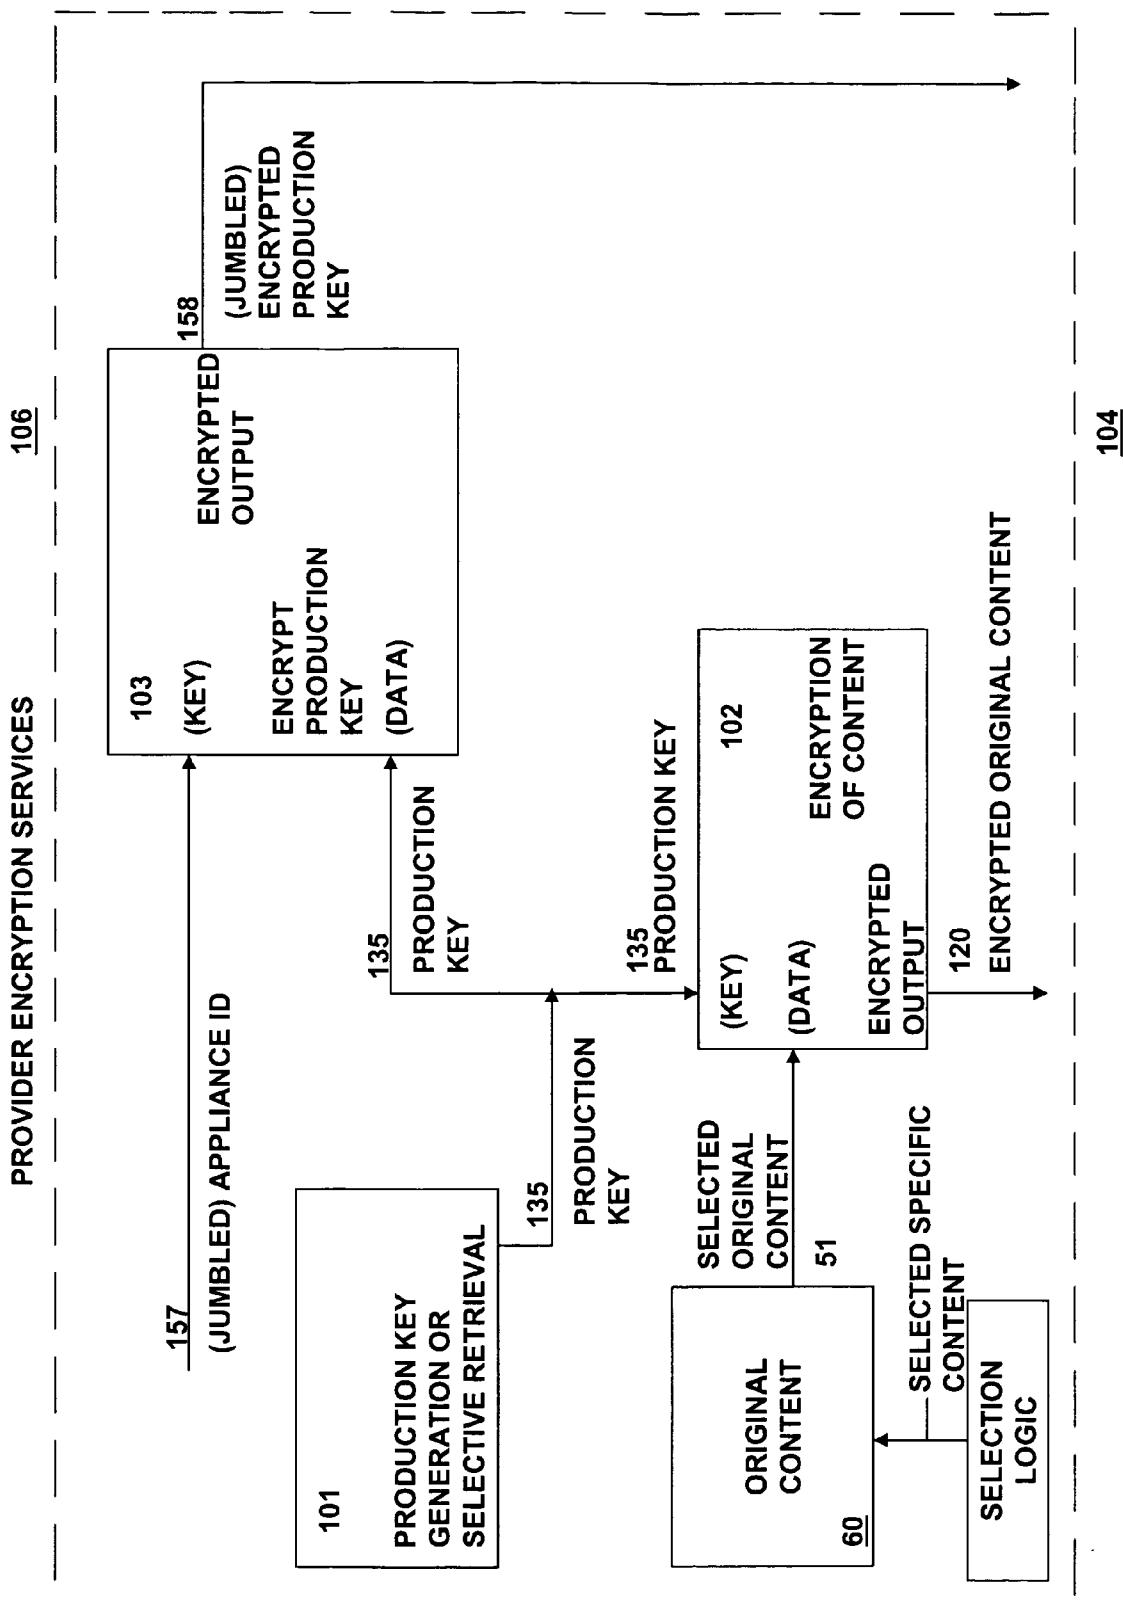 PROVIDER ENCRYPTION SERVICES
106
157
(JUMBLED) APPLIANCE ID
103
(KEY)
ENCRYPT
PRODUCTION
KEY
(DATA)
ENCRYPTED
OUTPUT
158
(JUMBLED)
ENCRYPTED
PRODUCTION
KEY
101
PRODUCTION KEY
GENERATION OR
SELECTIVE RETRIEVAL
135
PRODUCTION
KEY
135
PRODUCTION
KEY
135
PRODUCTION KEY
102
(KEY)
(DATA)
ENCRYPTION
OF CONTENT
ENCRYPTED
OUTPUT
120
ENCRYPTED ORIGINAL CONTENT
SELECTED
ORIGINAL
CONTENT
51
ORIGINAL
CONTENT
60
SELECTED SPECIFIC
CONTENT
SELECTION
LOGIC
104